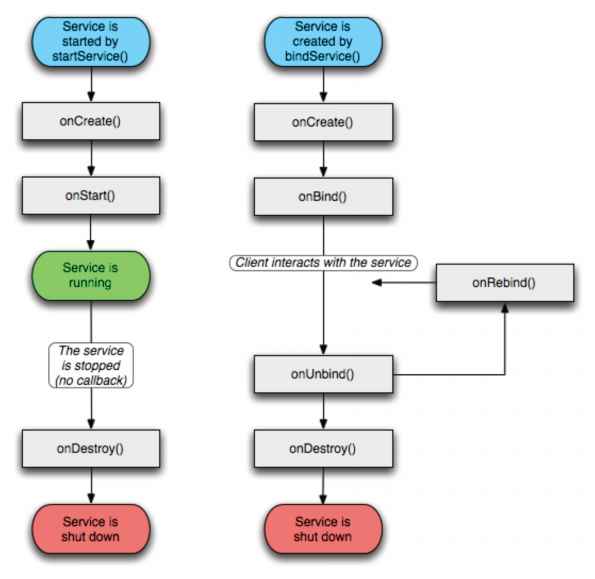 Service is
started by
startService()
onCreate()
onStart()
Service is
running
The service
is stopped
(no callback)
onDestroy()
Service is
shut down
Service is
created by
bindService()
onCreate()
onBind()
Client interacts with the service
onRebind()
onUnbind()
onDestroy()
Service is
shut down